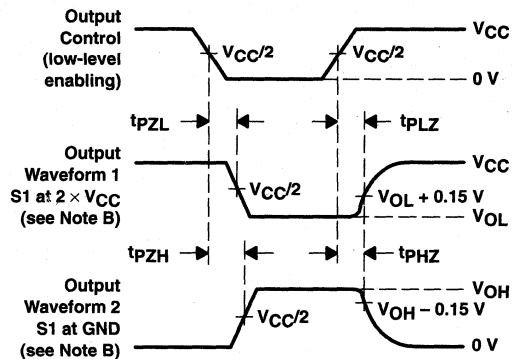 Output
Control
(low-level
enabling)
VCC/2
VCC/2
VCC
0 V
tPZL
tPLZ
Output
Waveform 1
S1 at 2 × VCC
(see Note B)
VCC/2
VCC
VOL + 0.15 V
VOL
tPZH
tPHZ
Output
Waveform 2
S1 at GND
(see Note B)
VCC/2
VOH
VOH − 0.15 V
0 V